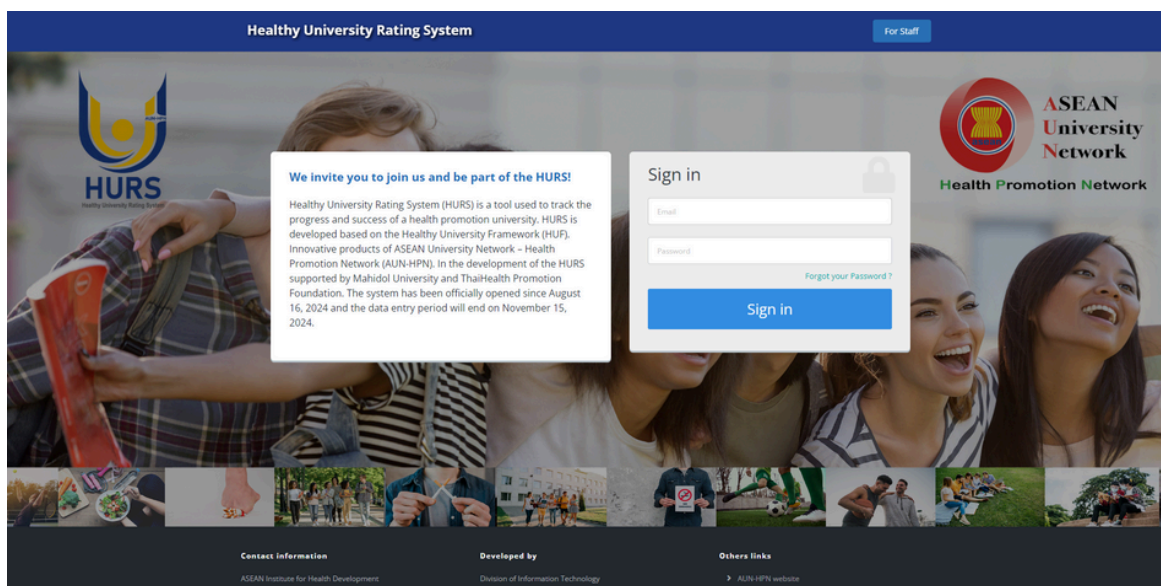 Healthy University Rating System
For Staff
AUN-HPN
HURS
Healthy University Rating System
ASEAN
University
Network
Health Promotion Network
We invite you to join us and be part of the HURS!
Healthy University Rating System (HURS) is a tool used to track the
progress and success of a health promotion university. HURS is
developed based on the Healthy University Framework (HUF).
Innovative products of ASEAN University Network – Health
Promotion Network (AUN-HPN). In the development of the HURS
supported by Mahidol University and ThaiHealth Promotion
Foundation. The system has been officially opened since August
16, 2024 and the data entry period will end on November 15,
2024.
Sign in
Email
Password
Forgot your Password ?
Sign in
Contact information
ASEAN Institute for Health Development
Developed by
Division of Information Technology
Others links
AUN-HPN website